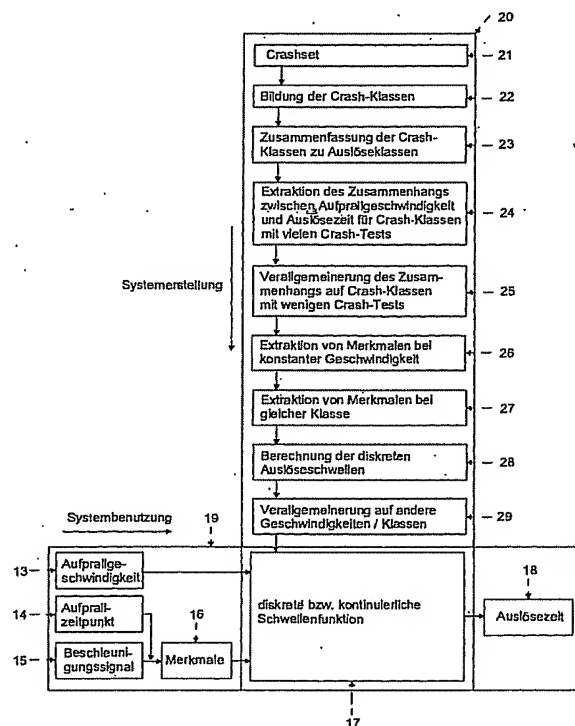 20
Crashset
21
Bildung der Crash-Klassen
22
Zusammenfassung der Crash-
Klassen zu Auslöseklassen
23
Extraktion des Zusammenhangs
zwischen Aufprallgeschwindigkeit
und Auslösezeit für Crash-Klassen
mit vielen Crash-Tests
24
Systemerstellung
Verallgemeinerung des Zusam-
menhangs auf Crash-Klassen
mit wenigen Crash-Tests
25
Extraktion von Merkmalen bei
konstanter Geschwindigkeit
26
Extraktion von Merkmalen bei
gleicher Klasse
27
Berechnung der diskreten
Auslöseschwellen
28
Verallgemeinerung auf andere
Geschwindigkeiten / Klassen
29
Systembenutzung
19
13
Aufprallge-
schwindigkeit
14
Aufprall-
zeitpunkt
15
Beschleuni-
gungssignal
16
Merkmale
diskrete bzw. kontinuierliche
Schwellenfunktion
17
18
Auslösezeit